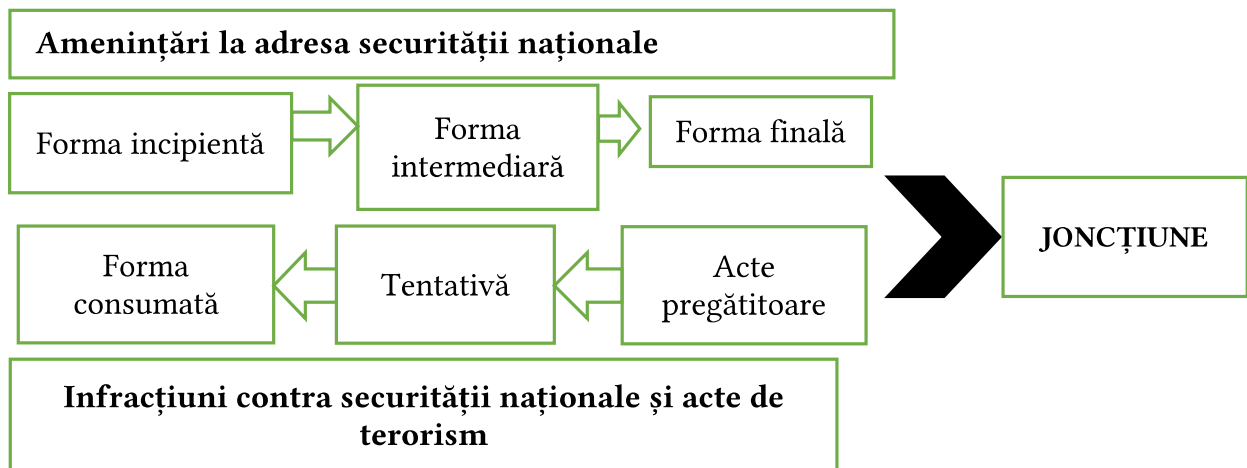 Amenințări la adresa securității naționale
Forma incipientă
Forma
intermediară
Forma finală
JONCȚIUNE
Forma
consumată
Tentativă
Acte
pregătitoare
Infracțiuni contra securității naționale și acte de
terorism